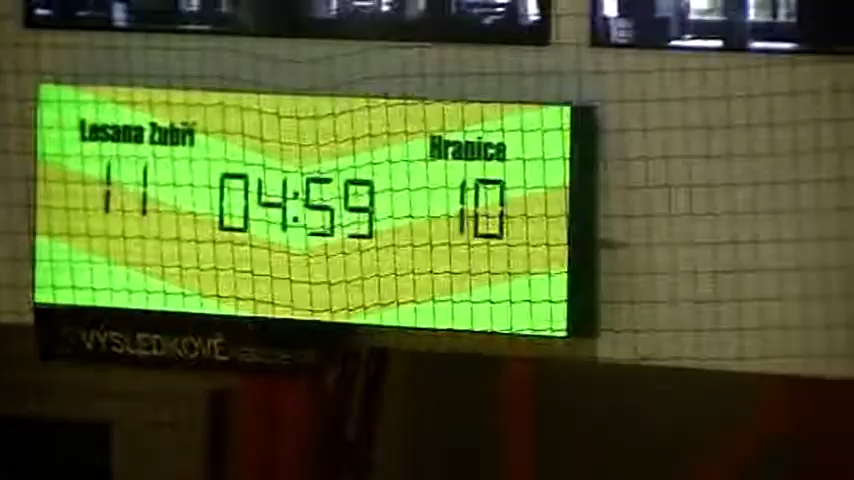 Lesana Zubří
Hranice
11
04:59
10
VÝSLEDKOVÉ